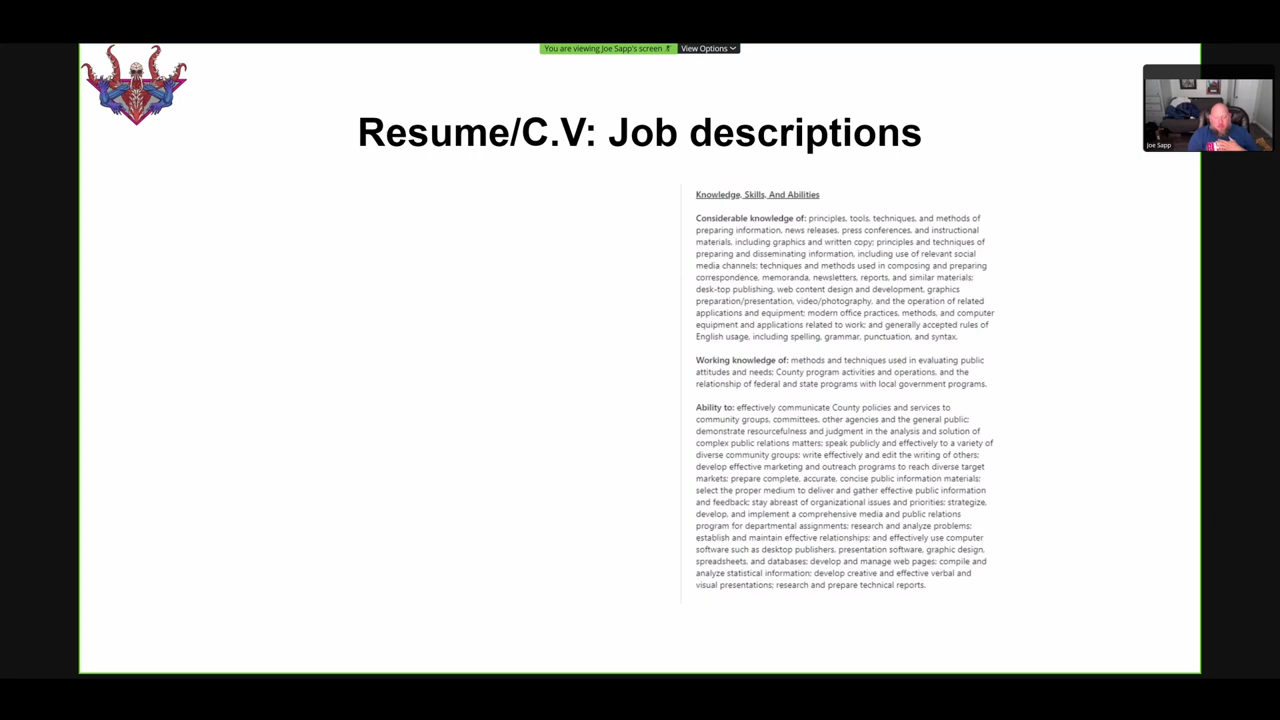 You are viewing Joe Sapp's screen
View Options
Joe Sapp
Resume/C.V: Job descriptions
Knowledge, Skills, And Abilities
Considerable knowledge of: principles, tools, techniques, and methods of
preparing information, news releases, press conferences, and instructional
materials, including graphics and written copy; principles and techniques of
preparing and disseminating information, including use of relevant social
media channels; techniques and methods used in composing and preparing
correspondence, memoranda, newsletters, reports, and similar materials;
desk-top publishing, web content design and development, graphics
preparation/presentation, video/photography, and the operation of related
applications and equipment; modern office practices, methods, and computer
equipment and applications related to work; and generally accepted rules of
English usage, including spelling, grammar, punctuation, and syntax.
Working knowledge of: methods and techniques used in evaluating public
attitudes and needs; County program activities and operations, and the
relationship of federal and state programs with local government programs.
Ability to: effectively communicate County policies and services to
community groups, committees, other agencies and the general public;
demonstrate resourcefulness and judgment in the analysis and solution of
complex public relations matters; speak publicly and effectively to a variety of
diverse community groups; write effectively and edit the writing of others;
develop effective marketing and outreach programs to reach diverse target
markets; prepare complete, accurate, concise public information materials;
select the proper medium to deliver and gather effective public information
and feedback; stay abreast of organizational issues and priorities; strategize,
develop, and implement a comprehensive media and public relations
program for departmental assignments; research and analyze problems;
establish and maintain effective relationships; and effectively use computer
software such as desktop publishers, presentation software, graphic design,
spreadsheets, and databases; develop and manage web pages; compile and
analyze statistical information; develop creative and effective verbal and
visual presentations; research and prepare technical reports.